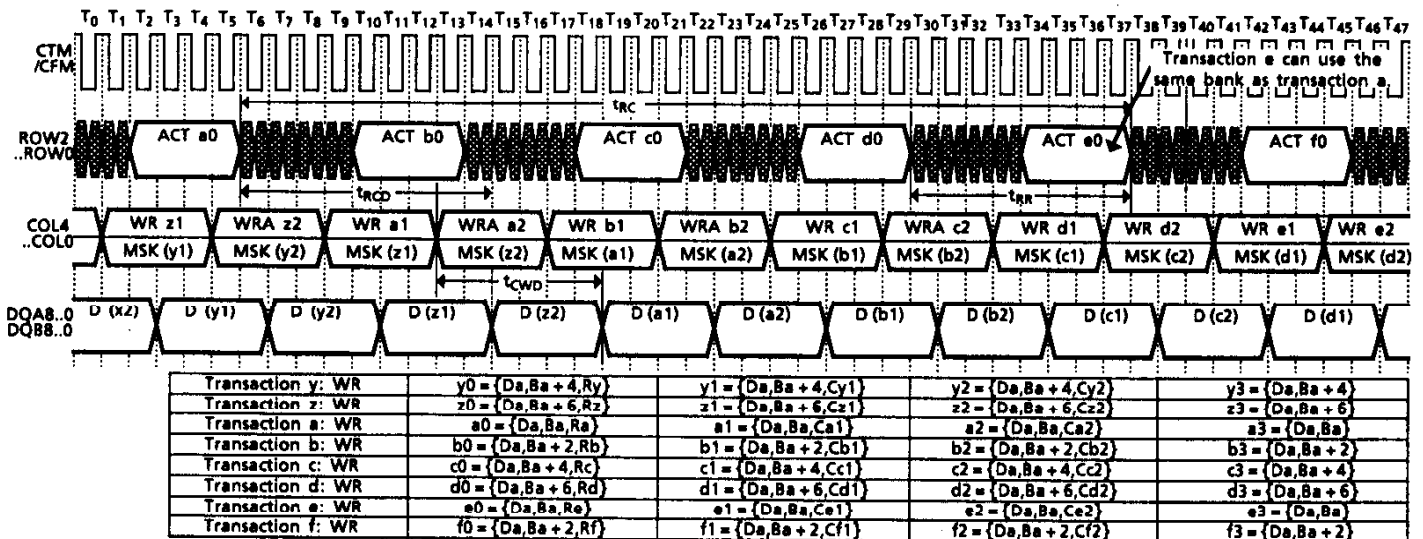 T0 T1 T2 T3 T4 T5 T6 T7 T8 T9 T10 T11 T12 T13 T14 T15 T16 T17 T18 T19 T20 T21 T22 T23 T24 T25 T26 T27 T28 T29 T30 T31 T32 T33 T34 T35 T36 T37 T38 T39 T40 T41 T42 T43 T44 T45 T46 T47
CTM
/CFM
Transaction e can use the
same bank as transaction a
tRC
ROW2
..ROW0
ACT a0 ACT b0 ACT c0 ACT d0 ACT e0 ACT f0
tRCD tRR
COL4
..COL0
WR z1 WRA z2 WR a1 WRA a2 WR b1 WRA b2 WR c1 WRA c2 WR d1 WR d2 WR e1 WR e2
MSK (y1) MSK (y2) MSK (z1) MSK (z2) MSK (a1) MSK (a2) MSK (b1) MSK (b2) MSK (c1) MSK (c2) MSK (d1) MSK (d2)
tCWD
DQA8..0
DQB8..0
D (x2) D (y1) D (y2) D (z1) D (z2) D (a1) D (a2) D (b1) D (b2) D (c1) D (c2) D (d1)
Transaction y: WR y0 = {Da,Ba + 4,Ry} y1 = {Da,Ba + 4,Cy1} y2 = {Da,Ba + 4,Cy2} y3 = {Da,Ba + 4}
Transaction z: WR z0 = {Da,Ba + 6,Rz} z1 = {Da,Ba + 6,Cz1} z2 = {Da,Ba + 6,Cz2} z3 = {Da,Ba + 6}
Transaction a: WR a0 = {Da,Ba,Ra} a1 = {Da,Ba,Ca1} a2 = {Da,Ba,Ca2} a3 = {Da,Ba}
Transaction b: WR b0 = {Da,Ba + 2,Rb} b1 = {Da,Ba + 2,Cb1} b2 = {Da,Ba + 2,Cb2} b3 = {Da,Ba + 2}
Transaction c: WR c0 = {Da,Ba + 4,Rc} c1 = {Da,Ba + 4,Cc1} c2 = {Da,Ba + 4,Cc2} c3 = {Da,Ba + 4}
Transaction d: WR d0 = {Da,Ba + 6,Rd} d1 = {Da,Ba + 6,Cd1} d2 = {Da,Ba + 6,Cd2} d3 = {Da,Ba + 6}
Transaction e: WR e0 = {Da,Ba,Re} e1 = {Da,Ba,Ce1} e2 = {Da,Ba,Ce2} e3 = {Da,Ba}
Transaction f: WR f0 = {Da,Ba + 2,Rf} f1 = {Da,Ba + 2,Cf1} f2 = {Da,Ba + 2,Cf2} f3 = {Da,Ba + 2}